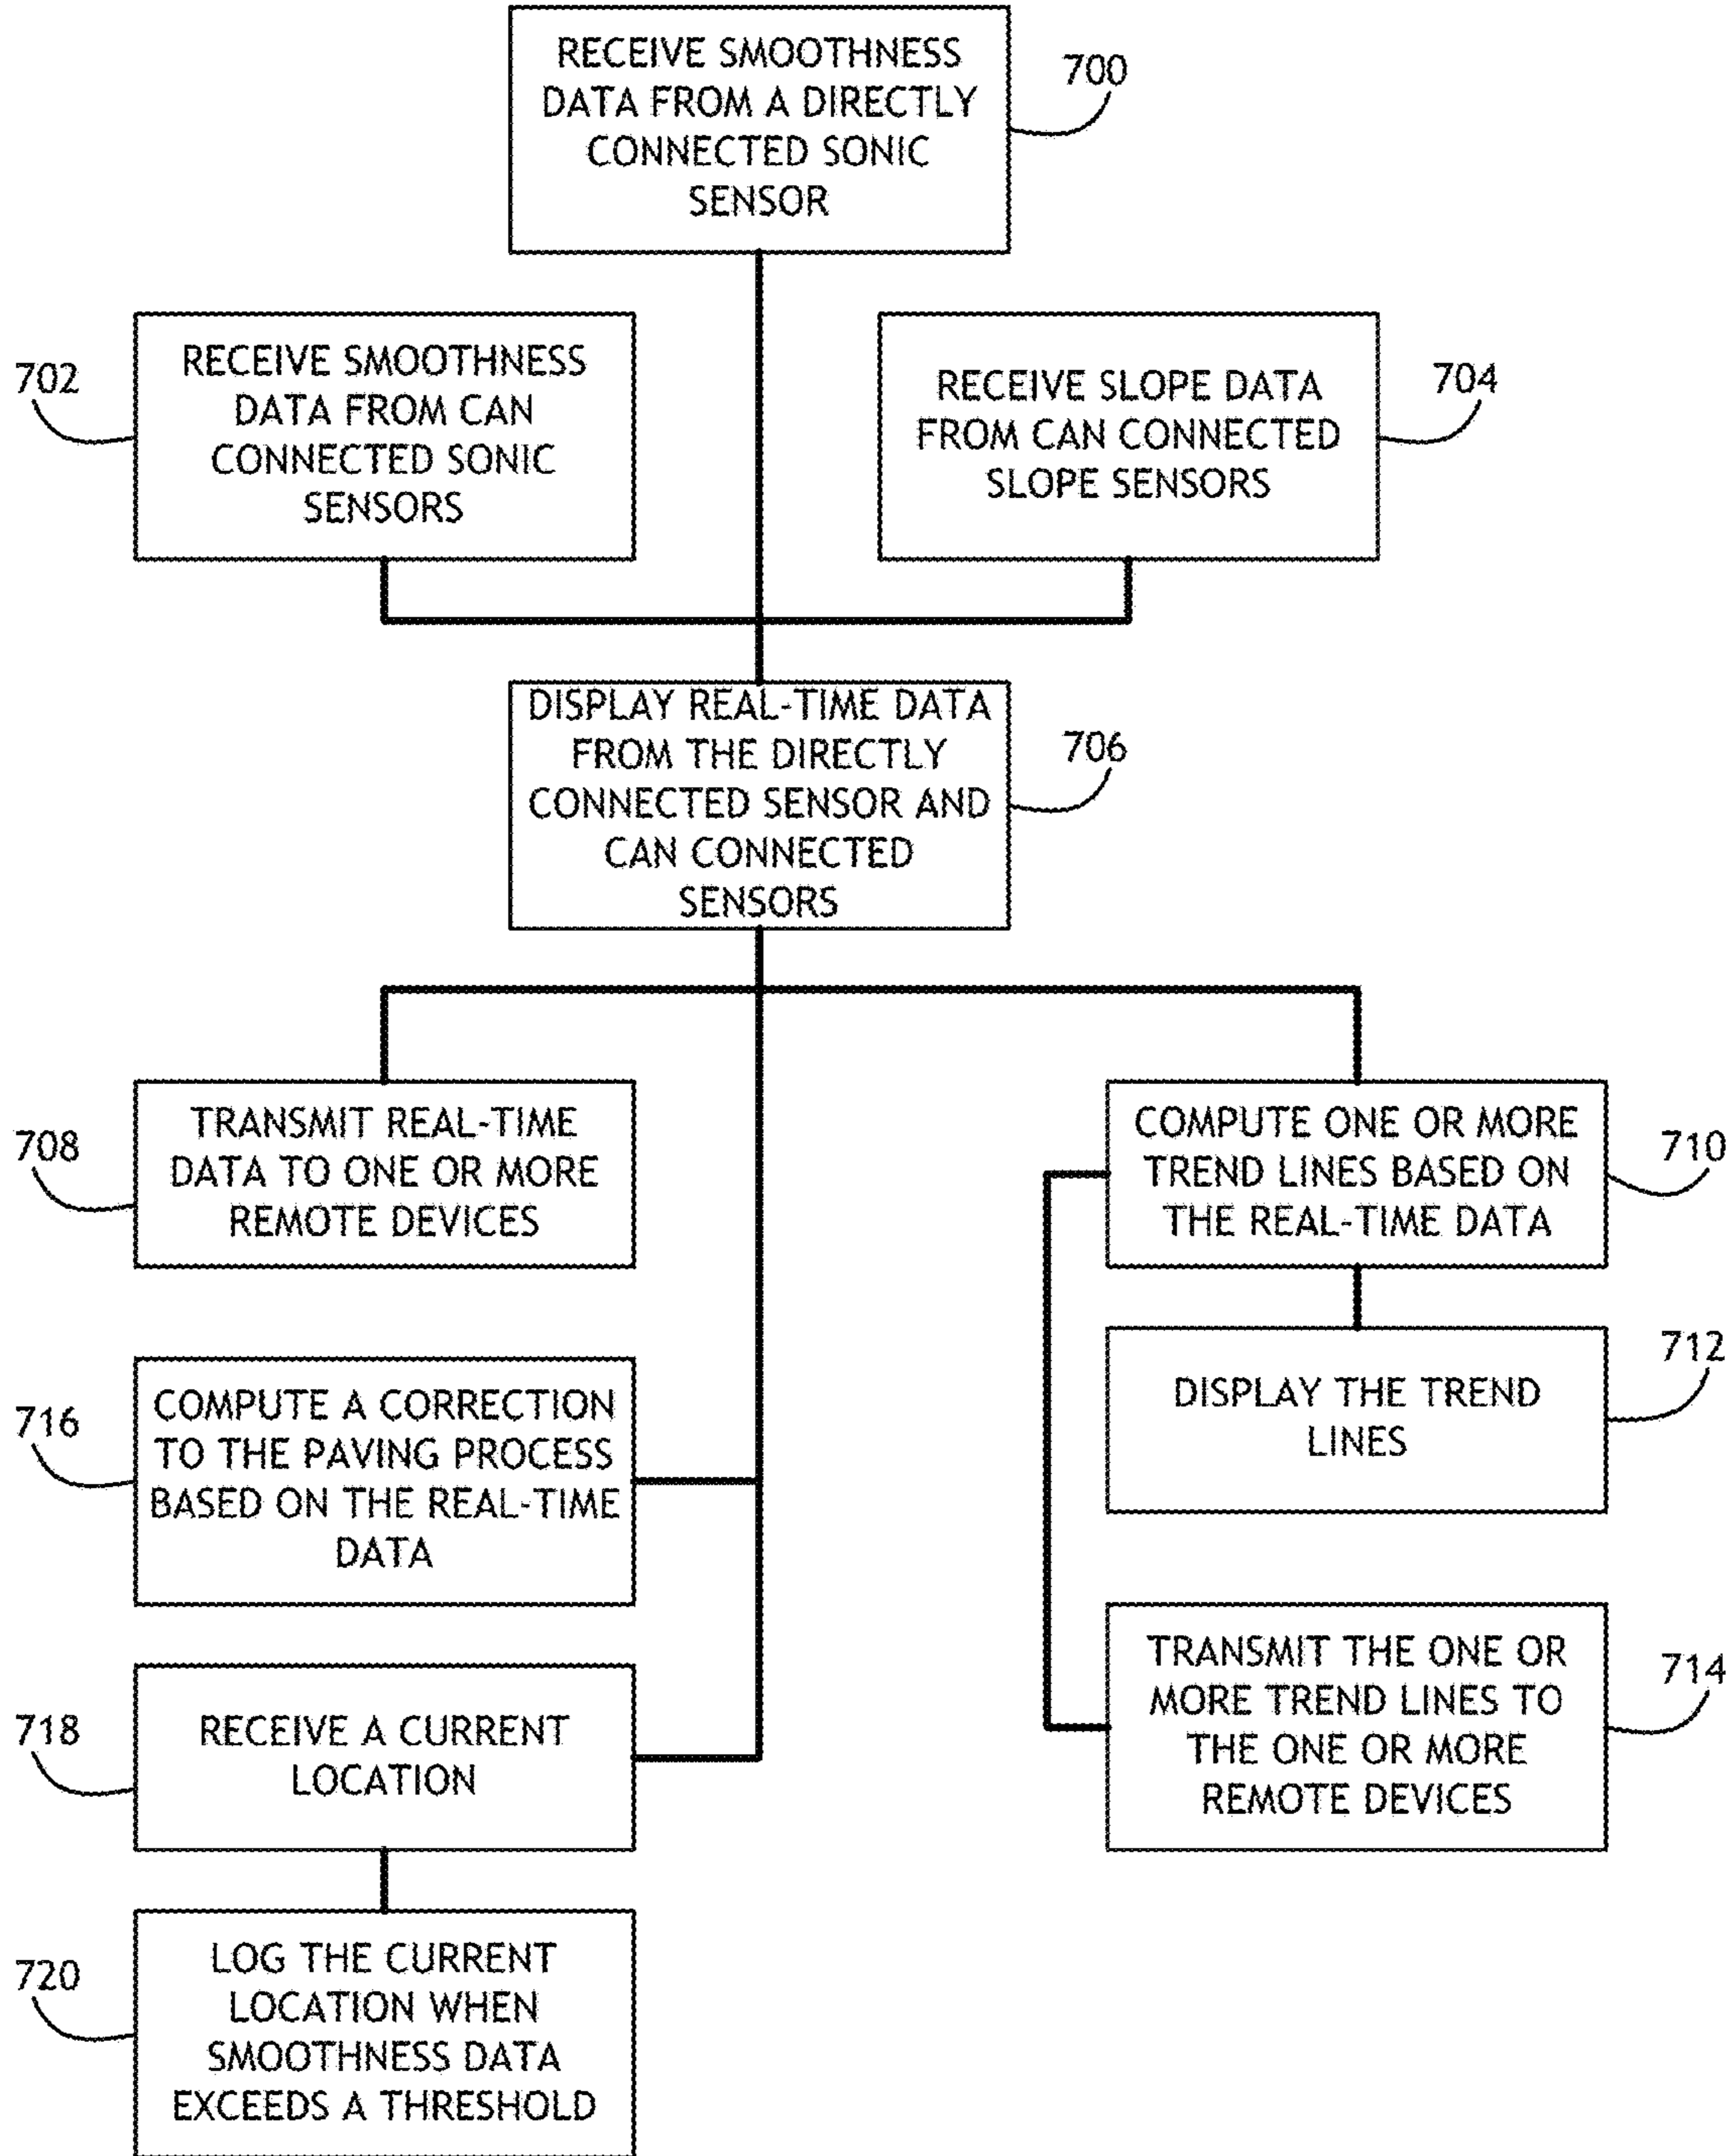 RECEIVE SMOOTHNESS
DATA FROM A DIRECTLY
CONNECTED SONIC
SENSOR
700
702
RECEIVE SMOOTHNESS
DATA FROM CAN
CONNECTED SONIC
SENSORS
RECEIVE SLOPE DATA
FROM CAN CONNECTED
SLOPE SENSORS
704
DISPLAY REAL-TIME DATA
FROM THE DIRECTLY
CONNECTED SENSOR AND
CAN CONNECTED
SENSORS
706
708
TRANSMIT REAL-TIME
DATA TO ONE OR MORE
REMOTE DEVICES
COMPUTE ONE OR MORE
TREND LINES BASED ON
THE REAL-TIME DATA
710
DISPLAY THE TREND
LINES
712
716
COMPUTE A CORRECTION
TO THE PAVING PROCESS
BASED ON THE REAL-TIME
DATA
TRANSMIT THE ONE OR
MORE TREND LINES TO
THE ONE OR MORE
REMOTE DEVICES
714
718
RECEIVE A CURRENT
LOCATION
720
LOG THE CURRENT
LOCATION WHEN
SMOOTHNESS DATA
EXCEEDS A THRESHOLD